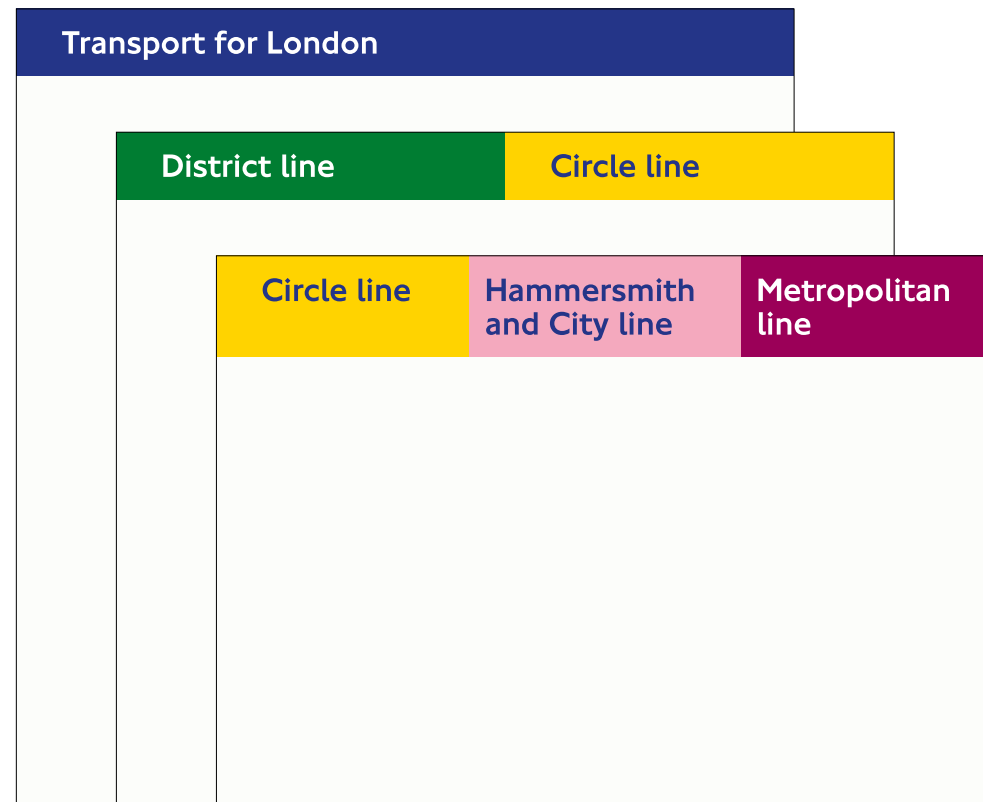 Transport for London
District line
Circle line
Circle line
Hammersmith
and City line
Metropolitan
line